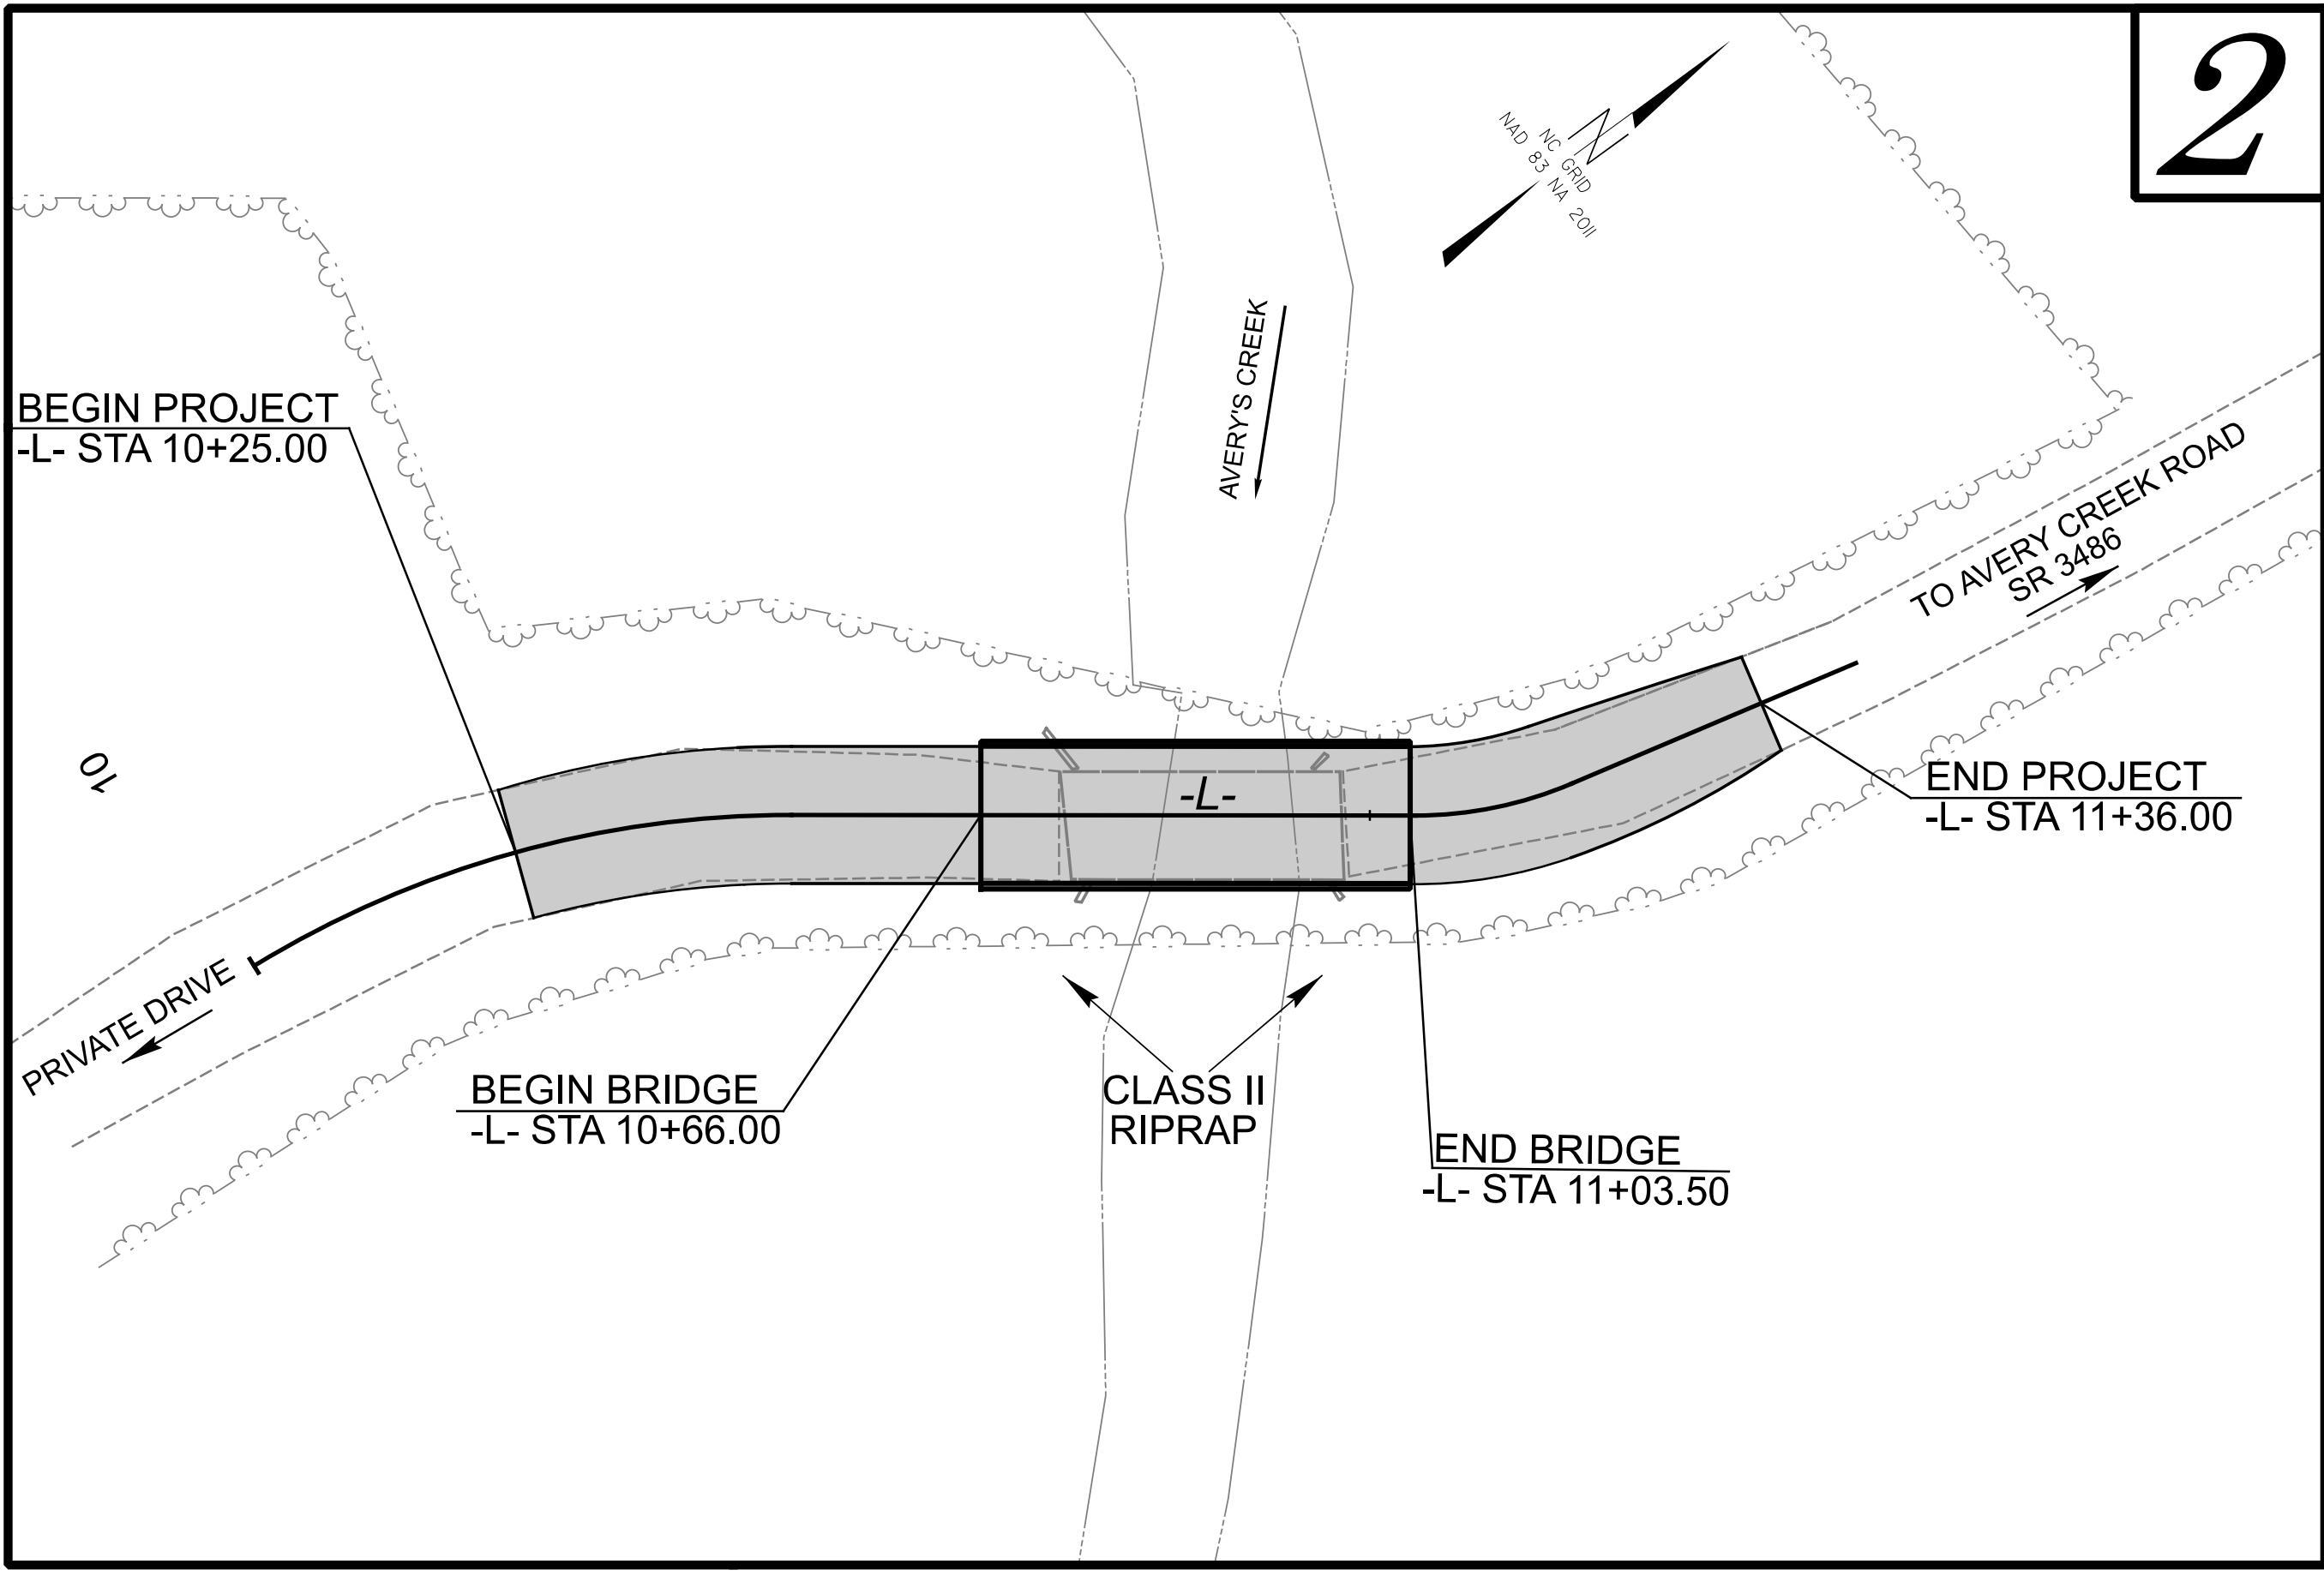 2
N
NC GRID
NAD 83 NA 2011
AVERY'S CREEK
BEGIN PROJECT
-L- STA 10+25.00
TO AVERY CREEK ROAD
SR 3486
10
-L-
END PROJECT
-L- STA 11+36.00
PRIVATE DRIVE
BEGIN BRIDGE
-L- STA 10+66.00
CLASS II
RIPRAP
END BRIDGE
-L- STA 11+03.50